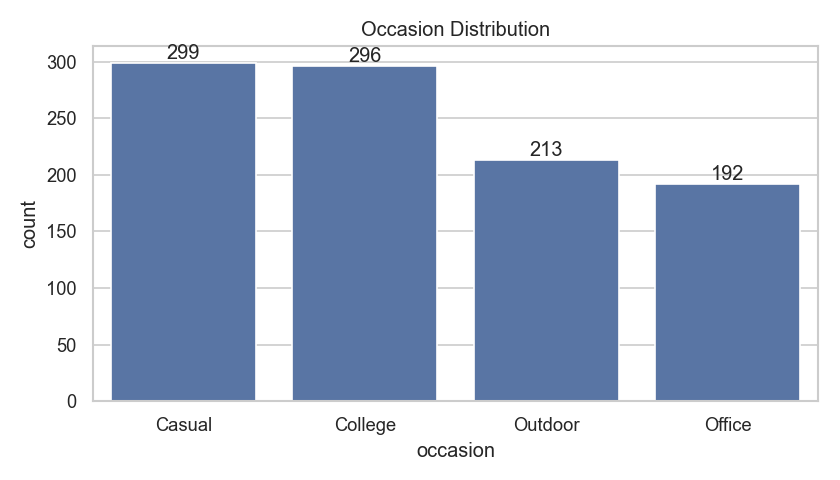 Occasion Distribution
299
296
213
192
300
250
200
150
100
50
0
count
Casual
College
Outdoor
Office
occasion